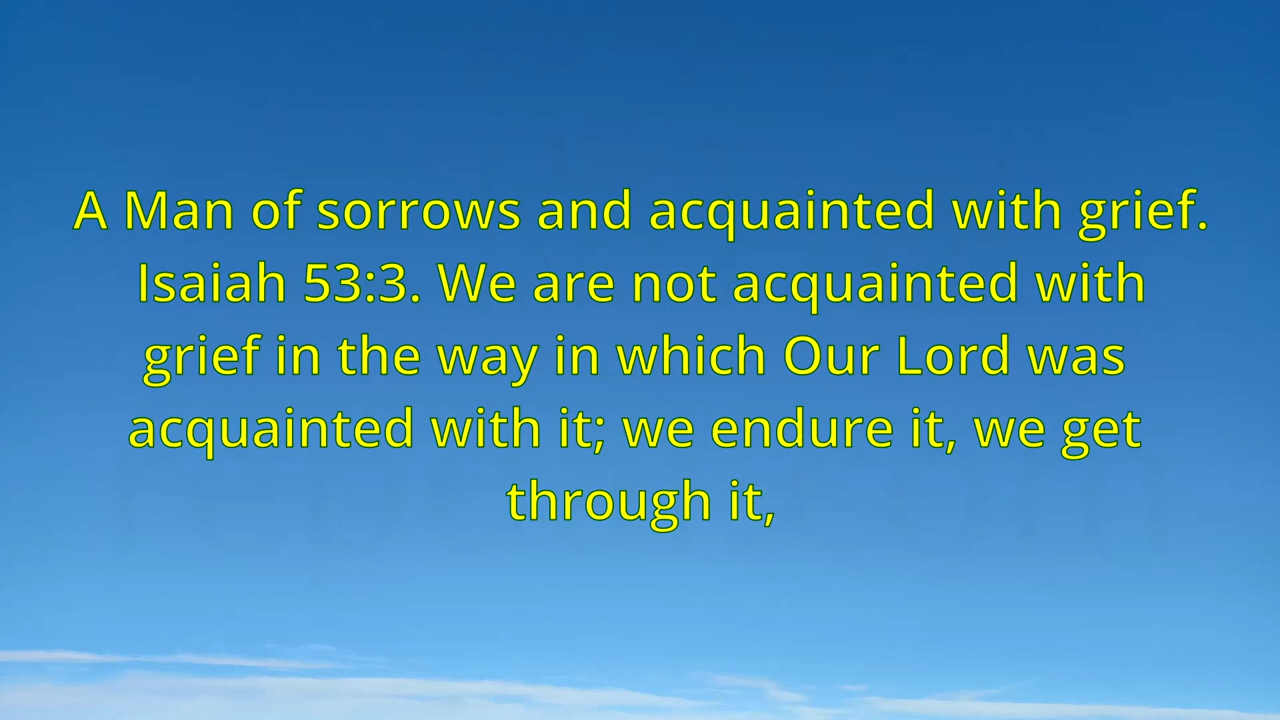 A Man of sorrows and acquainted with grief.
Isaiah 53:3. We are not acquainted with
grief in the way in which Our Lord was
acquainted with it; we endure it, we get
through it,